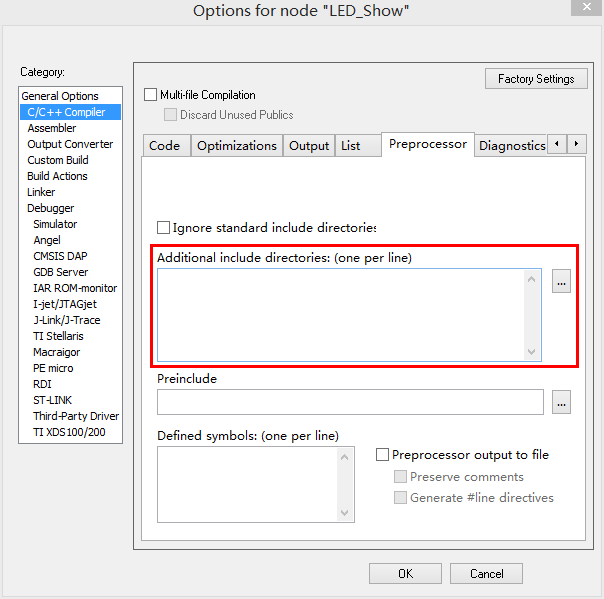 Options for node "LED_Show"
Category:
General Options
C/C++ Compiler
Assembler
Output Converter
Custom Build
Build Actions
Linker
Debugger
Simulator
Angel
CMSIS DAP
GDB Server
IAR ROM-monitor
I-jet/JTAGjet
J-Link/J-Trace
TI Stellaris
Macraigor
PE micro
RDI
ST-LINK
Third-Party Driver
TI XDS100/200
Factory Settings
Multi-file Compilation
Discard Unused Publics
Code Optimizations Output List Preprocessor Diagnostics
Ignore standard include directories
Additional include directories: (one per line)
...
Preinclude
...
Defined symbols: (one per line)
Preprocessor output to file
Preserve comments
Generate #line directives
OK Cancel